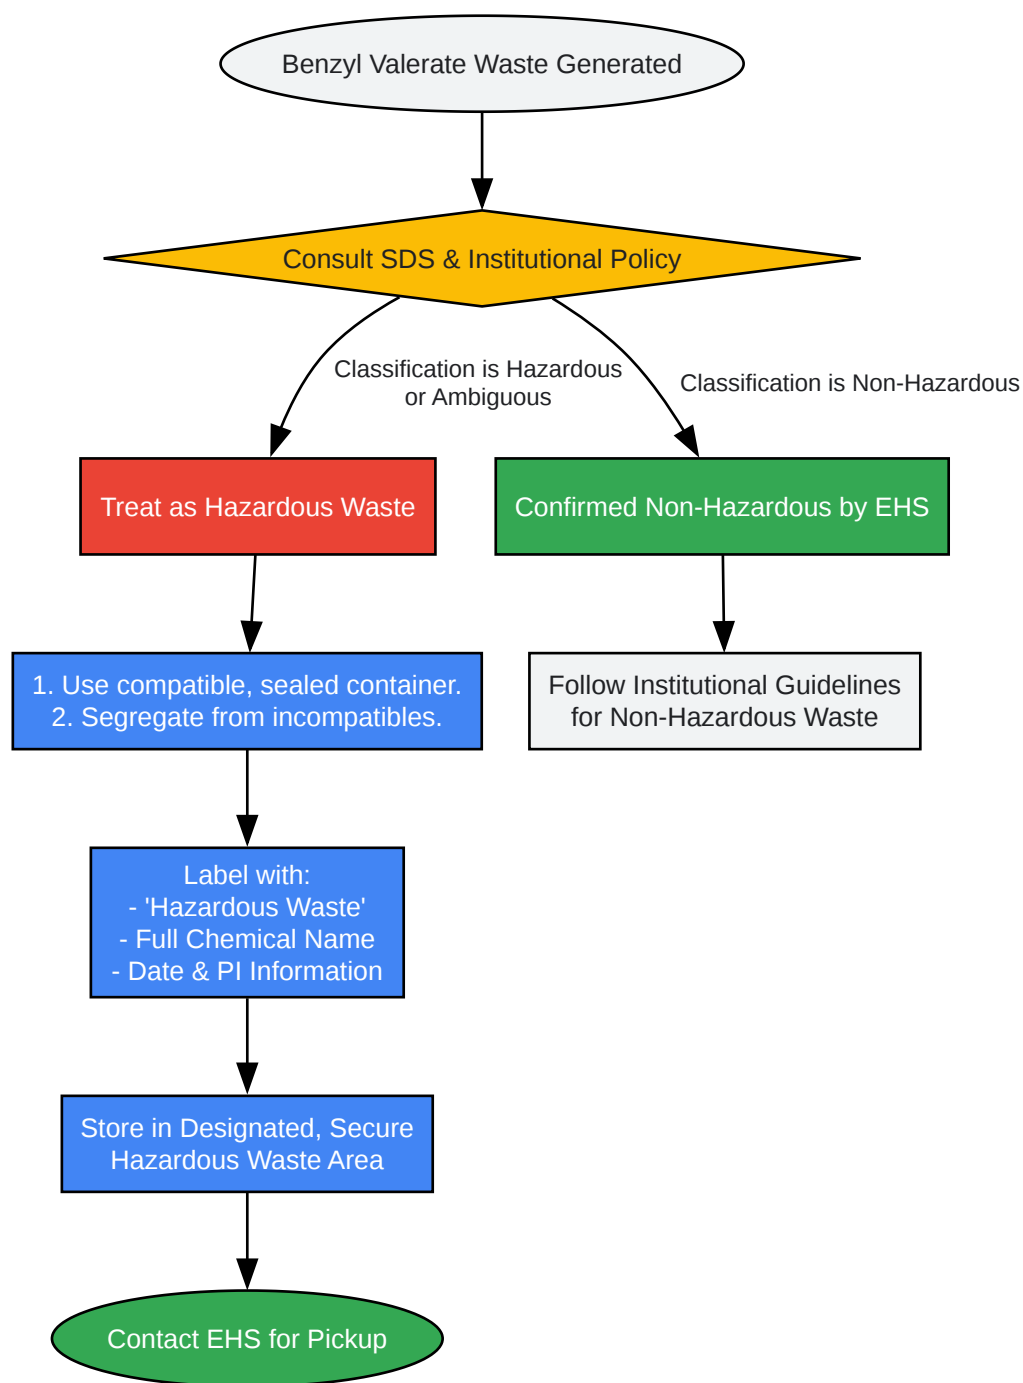 Benzyl Valerate Waste Generated
Consult SDS & Institutional Policy
Classification is Hazardous
or Ambiguous
Classification is Non-Hazardous
Treat as Hazardous Waste
Confirmed Non-Hazardous by EHS
1. Use compatible, sealed container.
2. Segregate from incompatibles.
Follow Institutional Guidelines
for Non-Hazardous Waste
Label with:
- 'Hazardous Waste'
- Full Chemical Name
- Date & PI Information
Store in Designated, Secure
Hazardous Waste Area
Contact EHS for Pickup